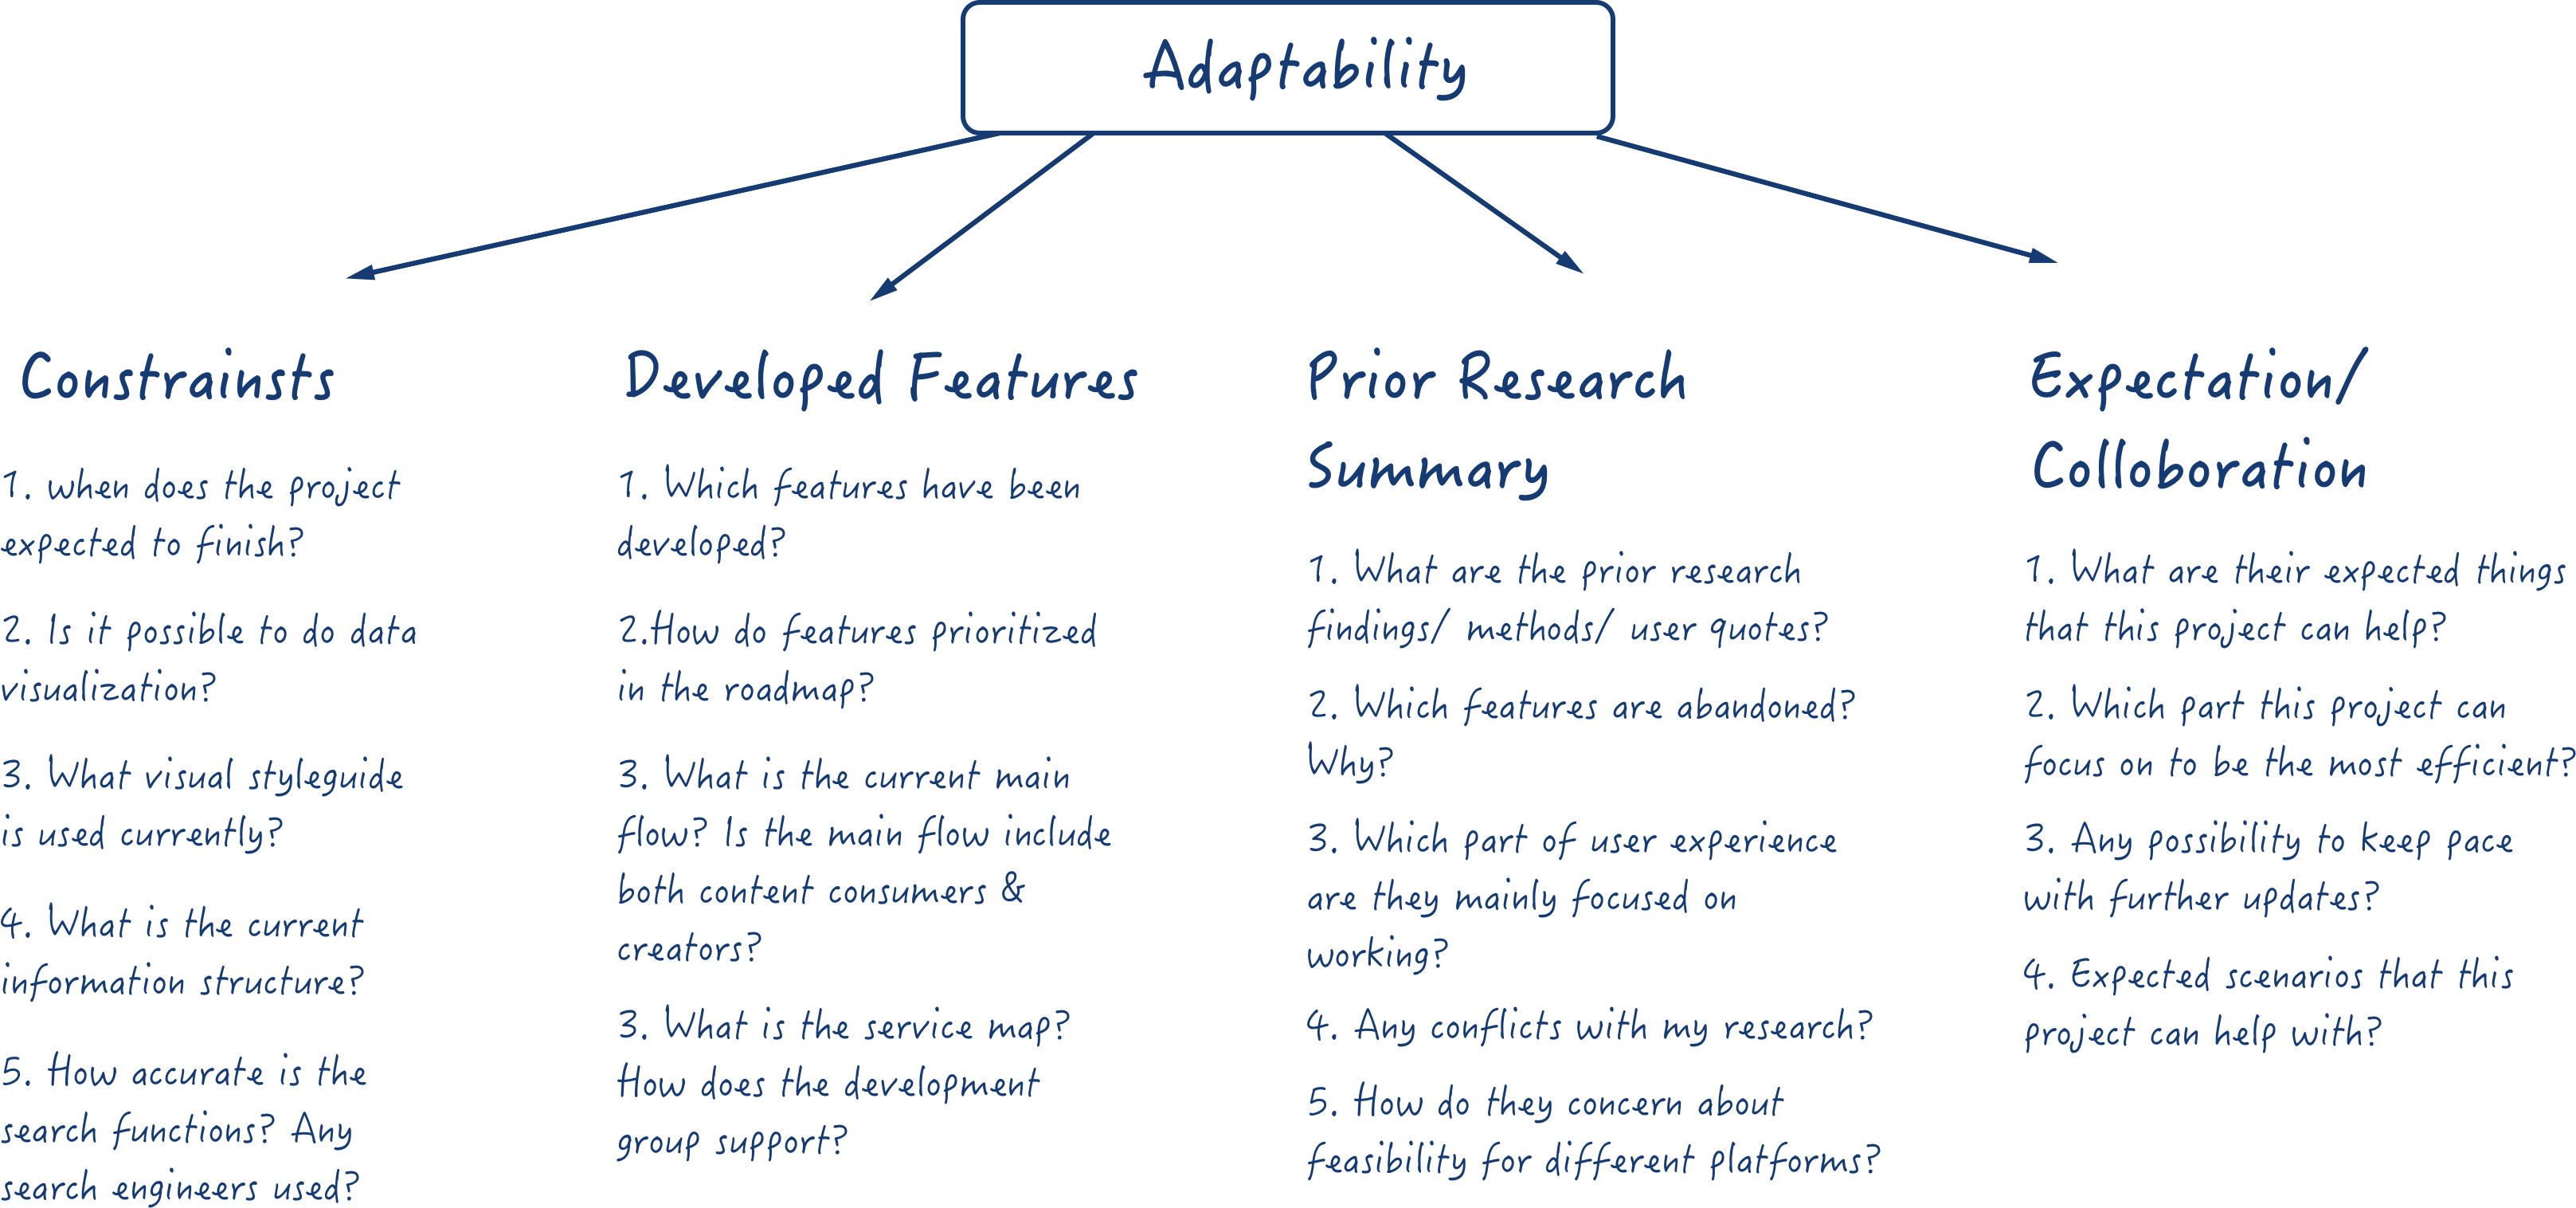 Adaptability
Constrainsts
1. when does the project
expected to finish?
2. Is it possible to do data
visualization?
3. What visual styleguide
is used currently?
4. What is the current
information structure?
5. How accurate is the
search functions? Any
search engineers used?
Developed Features
1. Which features have been
developed?
2.How do features prioritized
in the roadmap?
3. What is the current main
flow? Is the main flow include
both content consumers &
creators?
3. What is the service map?
How does the development
group support?
Prior Research
Summary
1. What are the prior research
findings/ methods/ user quotes?
2. Which features are abandoned?
Why?
3. Which part of user experience
are they mainly focused on
working?
4. Any conflicts with my research?
5. How do they concern about
feasibility for different platforms?
Expectation/
Colloboration
1. What are their expected things
that this project can help?
2. Which part this project can
focus on to be the most efficient?
3. Any possibility to keep pace
with further updates?
4. Expected scenarios that this
project can help with?